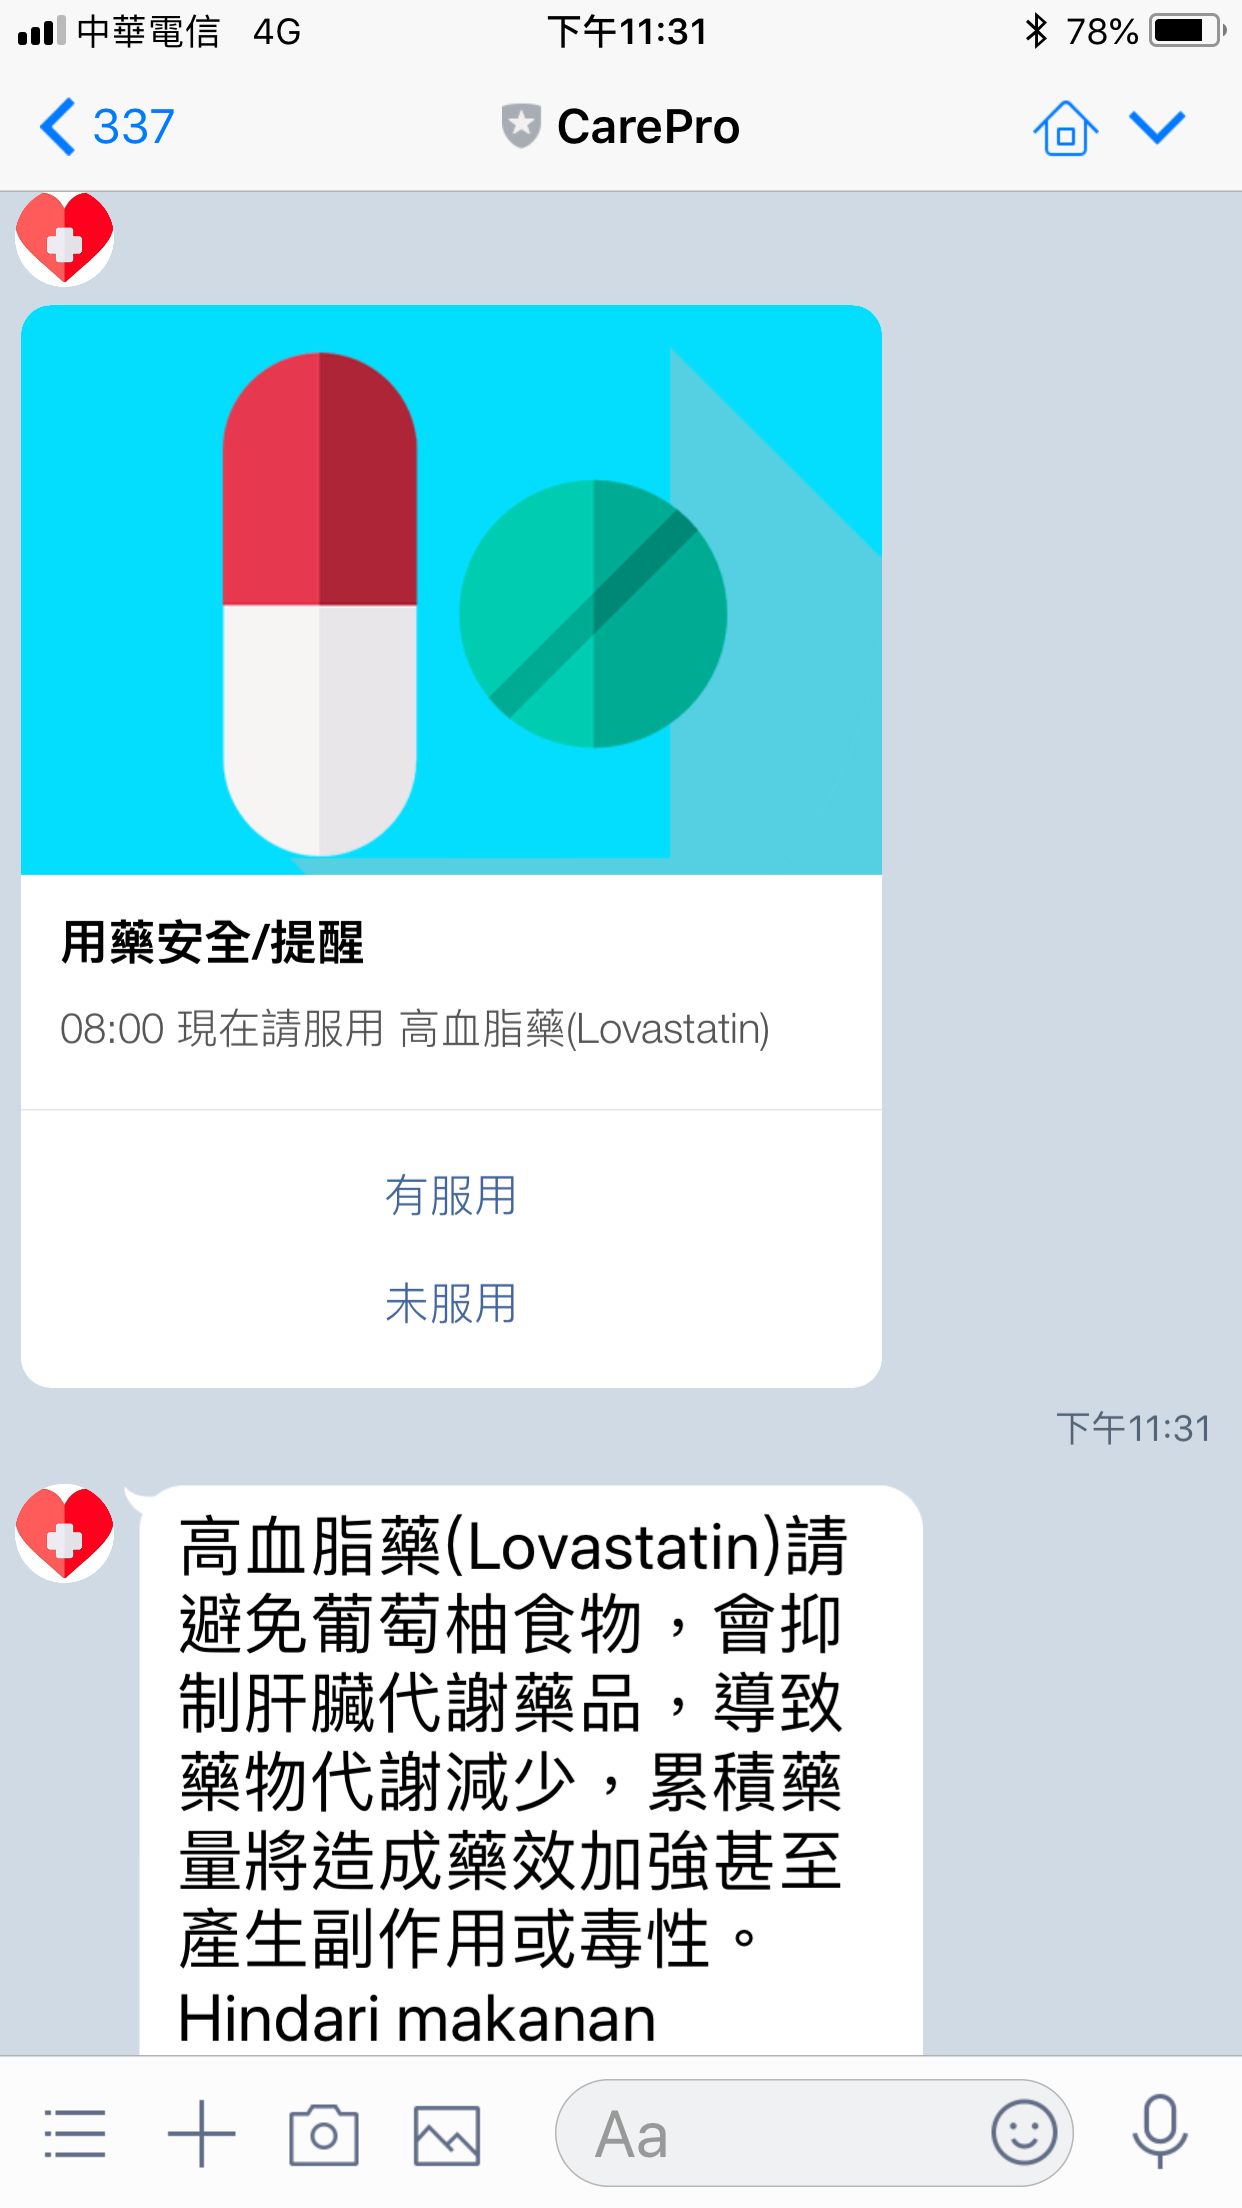 中華電信 4G 下午11:31 78%
337 CarePro
用藥安全/提醒
08:00 現在請服用 高血脂藥(Lovastatin)
有服用
未服用
下午11:31
高血脂藥(Lovastatin)請
避免葡萄柚食物，會抑
制肝臟代謝藥品，導致
藥物代謝減少，累積藥
量將造成藥效加強甚至
產生副作用或毒性。
Hindari makanan
Aa